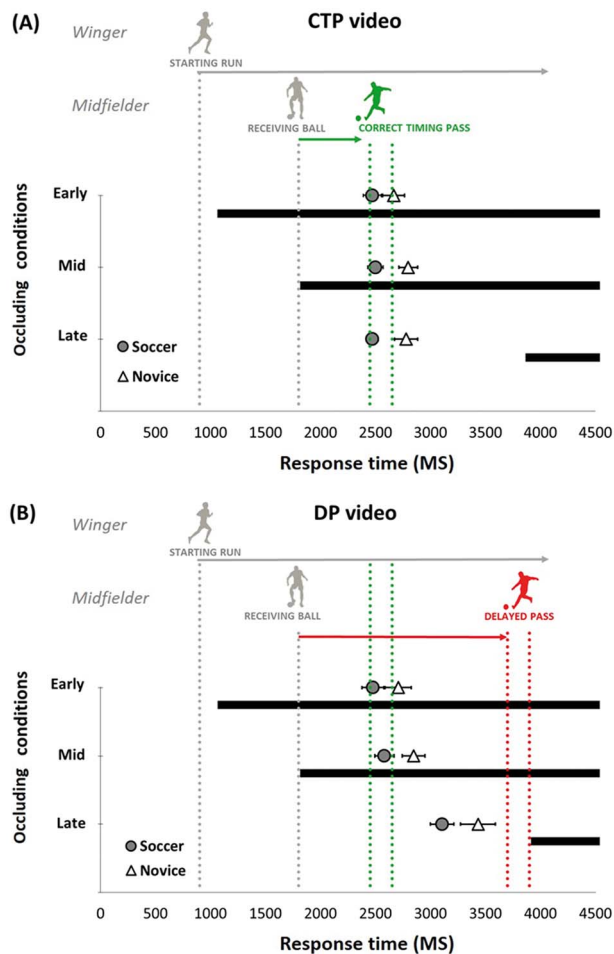 (A) CTP video
Winger
STARTING RUN
Midfielder
RECEIVING BALL CORRECT TIMING PASS
Occluding conditions
Early
Mid
Late
Soccer
Novice
0 500 1000 1500 2000 2500 3000 3500 4000 4500
Response time (MS)
(B) DP video
Winger
STARTING RUN
Midfielder
RECEIVING BALL DELAYED PASS
Occluding conditions
Early
Mid
Late
Soccer
Novice
0 500 1000 1500 2000 2500 3000 3500 4000 4500
Response time (MS)